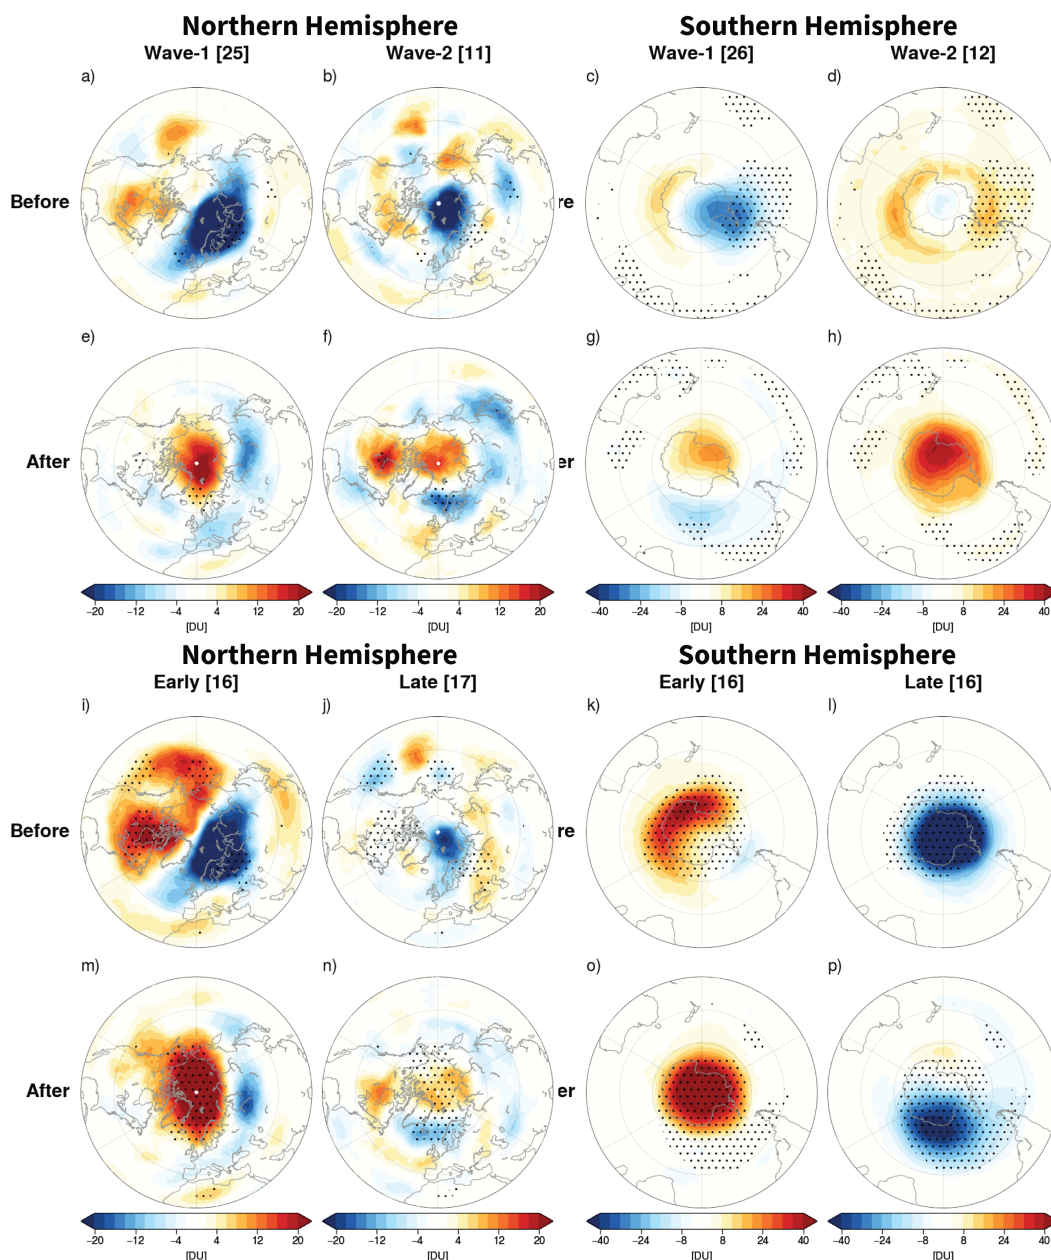 Northern Hemisphere Southern Hemisphere
Wave-1 [25] Wave-2 [11] Wave-1 [26] Wave-2 [12]
a) b) c) d)
Before re
e) f) g) h)
After er
−20 −12 −4 4 12 20 −20 −12 −4 4 12 20 −40 −24 −8 8 24 40 −40 −24 −8 8 24 40
[DU] [DU] [DU] [DU]
Northern Hemisphere Southern Hemisphere
Early [16] Late [17] Early [16] Late [16]
i) j) k) l)
Before re
m) n) o) p)
After er
−20 −12 −4 4 12 20 −20 −12 −4 4 12 20 −40 −24 −8 8 24 40 −40 −24 −8 8 24 40
[DU] [DU] [DU] [DU]